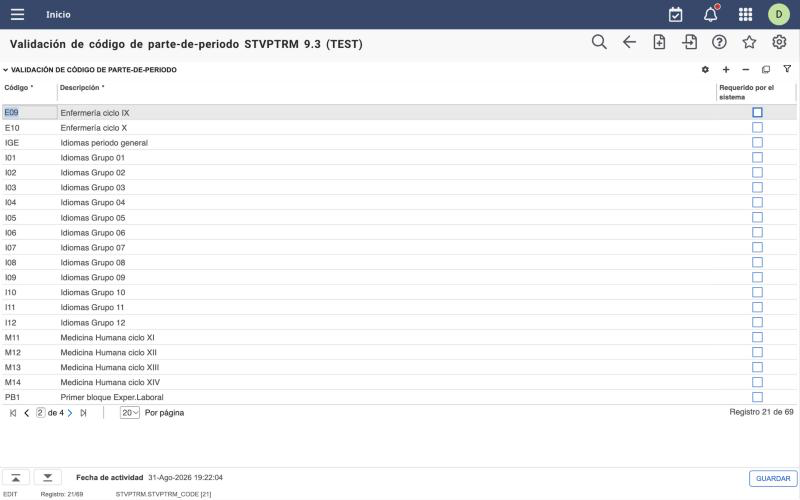 Inicio
D
Validación de código de parte-de-periodo STVPTRM 9.3 (TEST)
VALIDACIÓN DE CÓDIGO DE PARTE-DE-PERIODO
Código * Descripción * Requerido por el sistema
E09 Enfermería ciclo IX
E10 Enfermería ciclo X
IGE Idiomas periodo general
I01 Idiomas Grupo 01
I02 Idiomas Grupo 02
I03 Idiomas Grupo 03
I04 Idiomas Grupo 04
I05 Idiomas Grupo 05
I06 Idiomas Grupo 06
I07 Idiomas Grupo 07
I08 Idiomas Grupo 08
I09 Idiomas Grupo 09
I10 Idiomas Grupo 10
I11 Idiomas Grupo 11
I12 Idiomas Grupo 12
M11 Medicina Humana ciclo XI
M12 Medicina Humana ciclo XII
M13 Medicina Humana ciclo XIII
M14 Medicina Humana ciclo XIV
PB1 Primer bloque Exper.Laboral
2 de 4 20 Por página Registro 21 de 69
Fecha de actividad 31-Ago-2026 19:22:04 GUARDAR
EDIT Registro: 21/69 STVPTRM.STVPTRM_CODE [21]